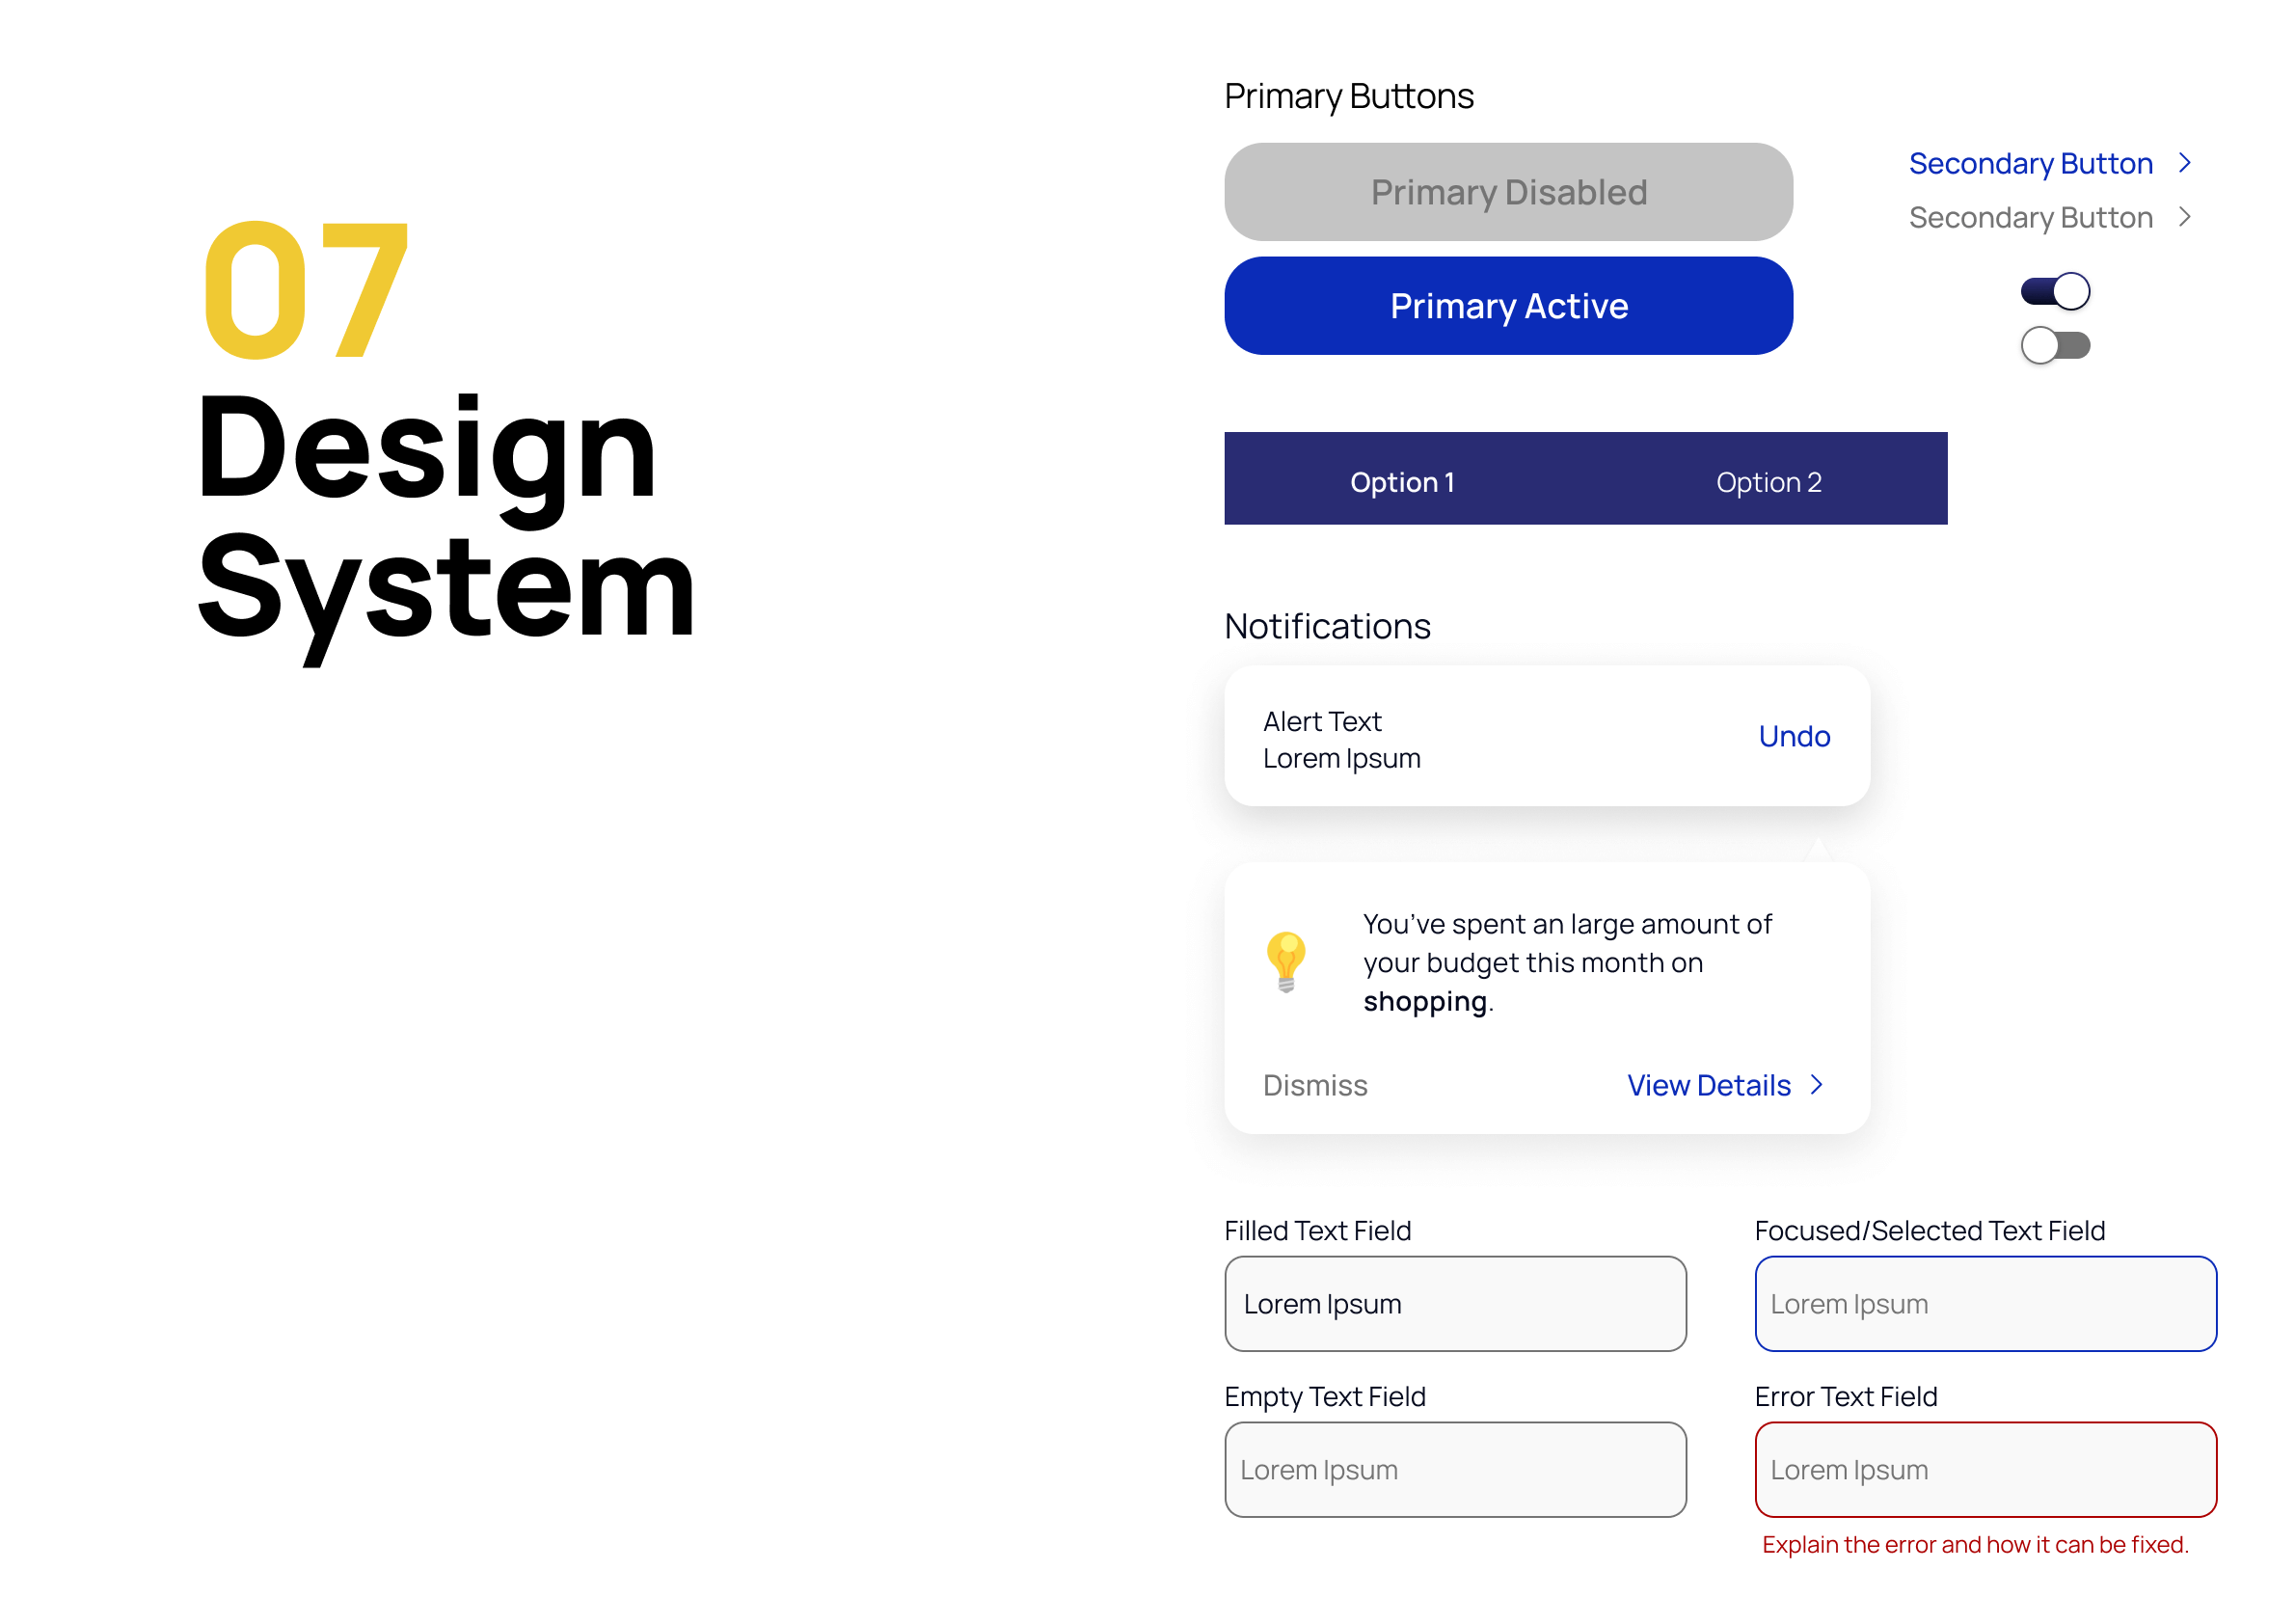 07
Design
System
Primary Buttons
Primary Disabled
Primary Active
Secondary Button
Secondary Button
Option 1
Option 2
Notifications
Alert Text
Lorem Ipsum
Undo
You've spent an large amount of
your budget this month on
shopping.
Dismiss
View Details
Filled Text Field
Lorem Ipsum
Focused/Selected Text Field
Lorem Ipsum
Empty Text Field
Lorem Ipsum
Error Text Field
Lorem Ipsum
Explain the error and how it can be fixed.